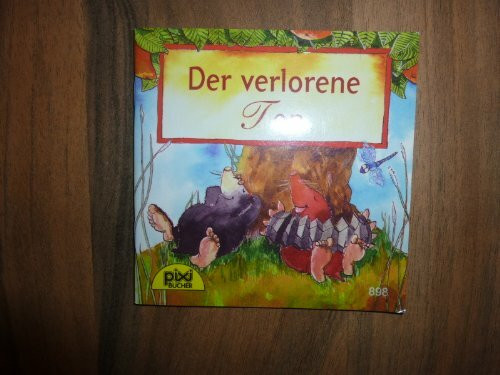 Der verlorene
Ton
pixi
BÜCHER
898